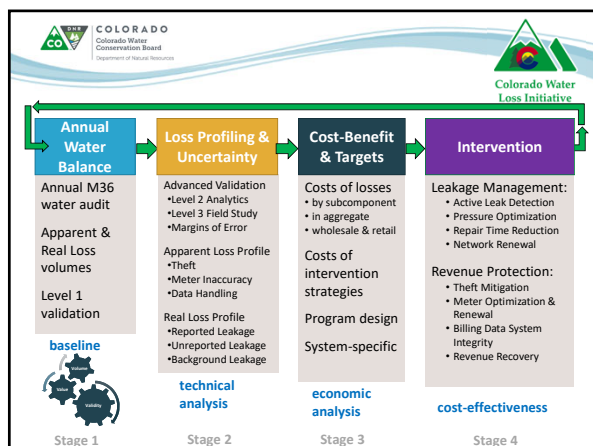 CO
DNR
COLORADO
Colorado Water
Conservation Board
Department of Natural Resources
Colorado Water
Loss Initiative
Annual
Water
Balance
Annual M36
water audit
Apparent &
Real Loss
volumes
Level 1
validation
baseline
Volume
Value
Validity
Stage 1
Loss Profiling &
Uncertainty
Advanced Validation
•Level 2 Analytics
•Level 3 Field Study
•Margins of Error
Apparent Loss Profile
•Theft
•Meter Inaccuracy
•Data Handling
Real Loss Profile
•Reported Leakage
•Unreported Leakage
•Background Leakage
technical
analysis
Stage 2
Cost-Benefit
& Targets
Costs of losses
• by subcomponent
• in aggregate
• wholesale & retail
Costs of
intervention
strategies
Program design
System-specific
economic
analysis
Stage 3
Intervention
Leakage Management:
• Active Leak Detection
• Pressure Optimization
• Repair Time Reduction
• Network Renewal
Revenue Protection:
• Theft Mitigation
• Meter Optimization &
Renewal
• Billing Data System
Integrity
• Revenue Recovery
cost-effectiveness
Stage 4